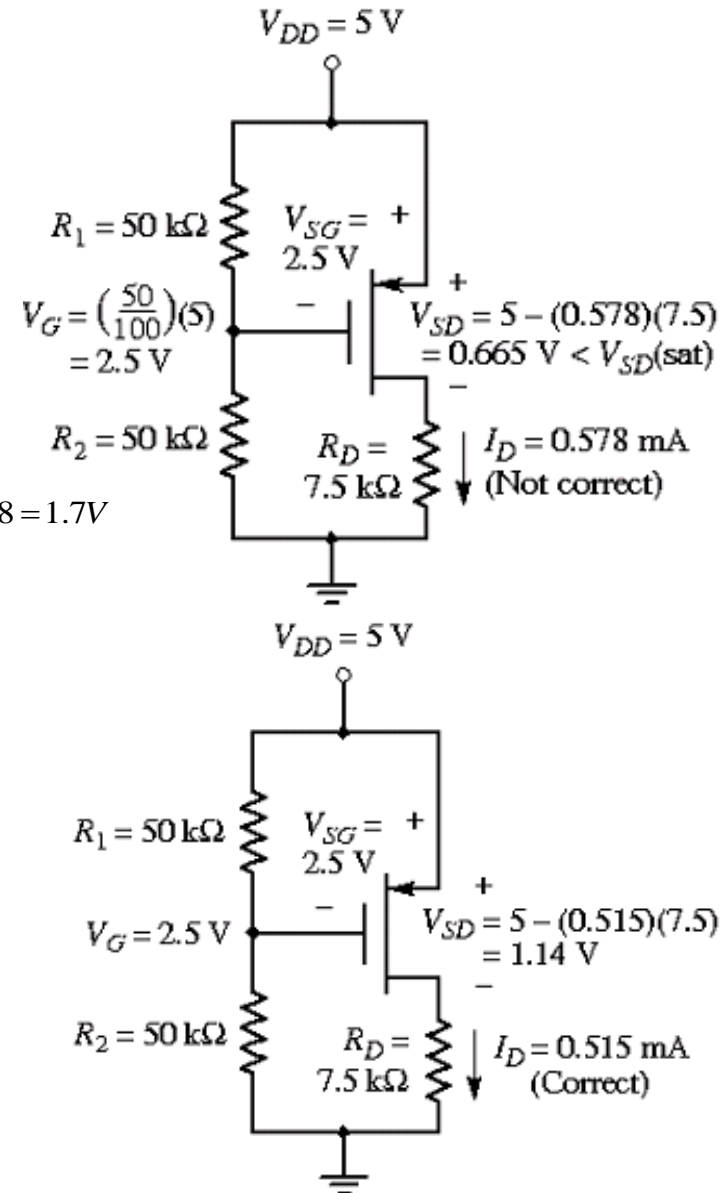 V_DD = 5 V
R_1 = 50 kΩ
V_SG = +
2.5 V
–
V_G = (50/100)(5)
= 2.5 V
+
V_SD = 5 – (0.578)(7.5)
= 0.665 V < V_SD(sat)
–
R_2 = 50 kΩ
R_D =
7.5 kΩ
I_D = 0.578 mA
(Not correct)
8 = 1.7V
V_DD = 5 V
R_1 = 50 kΩ
V_SG = +
2.5 V
–
V_G = 2.5 V
+
V_SD = 5 – (0.515)(7.5)
= 1.14 V
–
R_2 = 50 kΩ
R_D =
7.5 kΩ
I_D = 0.515 mA
(Correct)